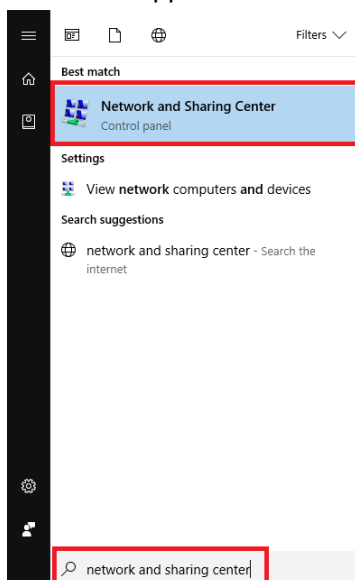 Filters
Best match
Network and Sharing Center
Control panel
Settings
View network computers and devices
Search suggestions
network and sharing center - Search the
internet
network and sharing center